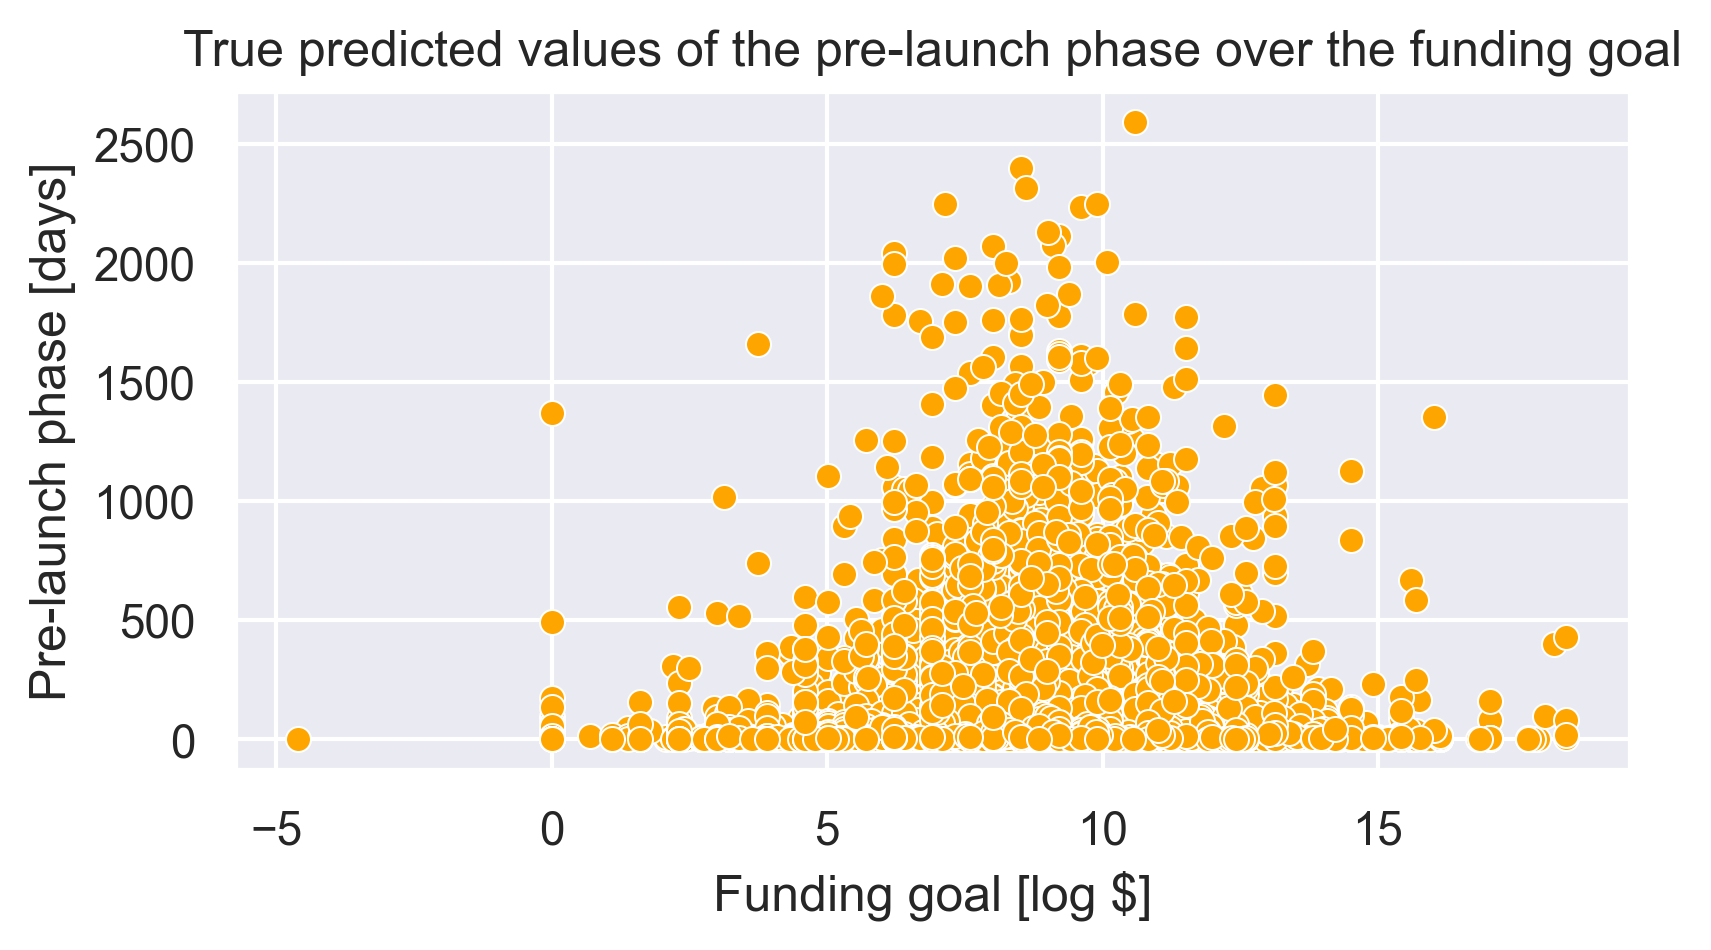 True predicted values of the pre-launch phase over the funding goal
Pre-launch phase [days]
2500
2000
1500
1000
500
0
−5 0 5 10 15
Funding goal [log $]